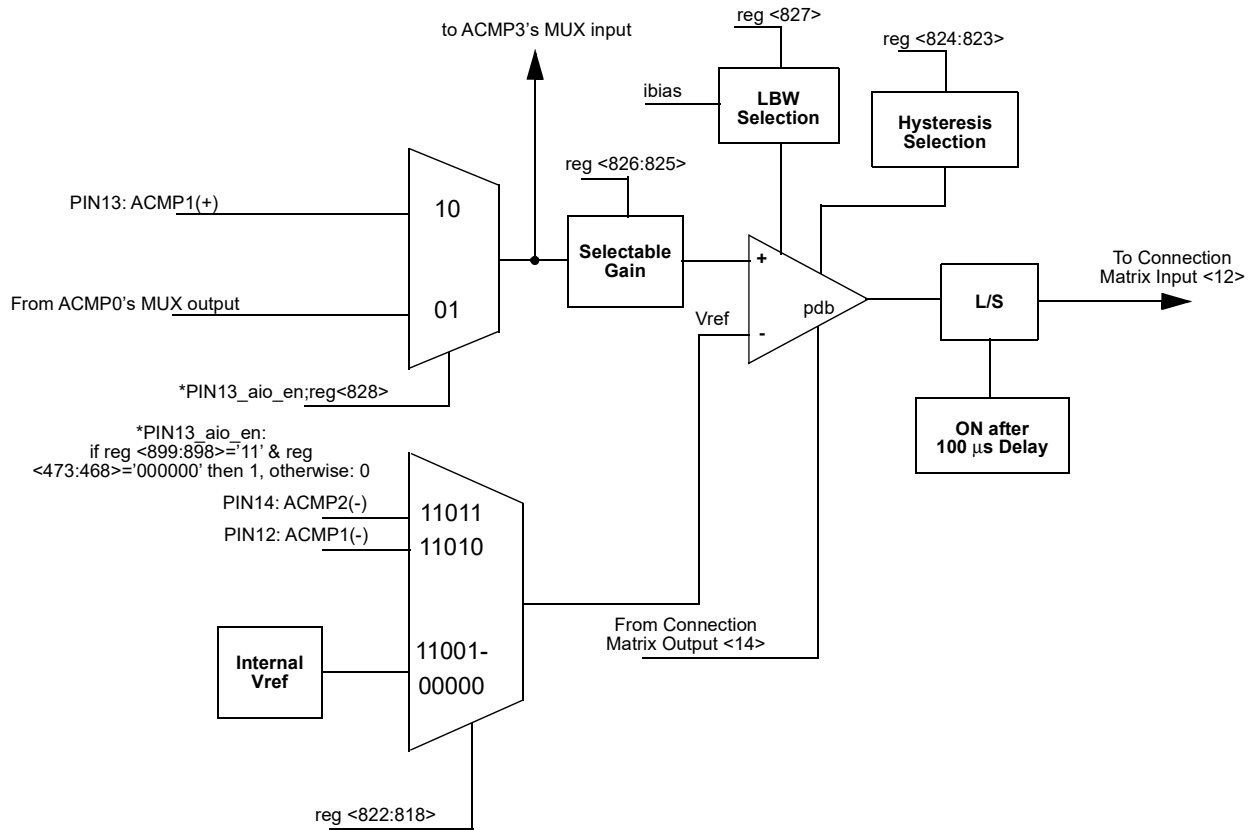 reg <827>
to ACMP3's MUX input
reg <824:823>
ibias
LBW
Selection
Hysteresis
Selection
reg <826:825>
PIN13: ACMP1(+)
10
Selectable
Gain
+
To Connection
Matrix Input <12>
From ACMP0's MUX output
01
Vref
-
pdb
L/S
*PIN13_aio_en;reg<828>
ON after
100 μs Delay
*PIN13_aio_en:
if reg <899:898>='11' & reg
<473:468>='000000' then 1, otherwise: 0
PIN14: ACMP2(-)
11011
PIN12: ACMP1(-)
11010
From Connection
Matrix Output <14>
Internal
Vref
11001-
00000
reg <822:818>